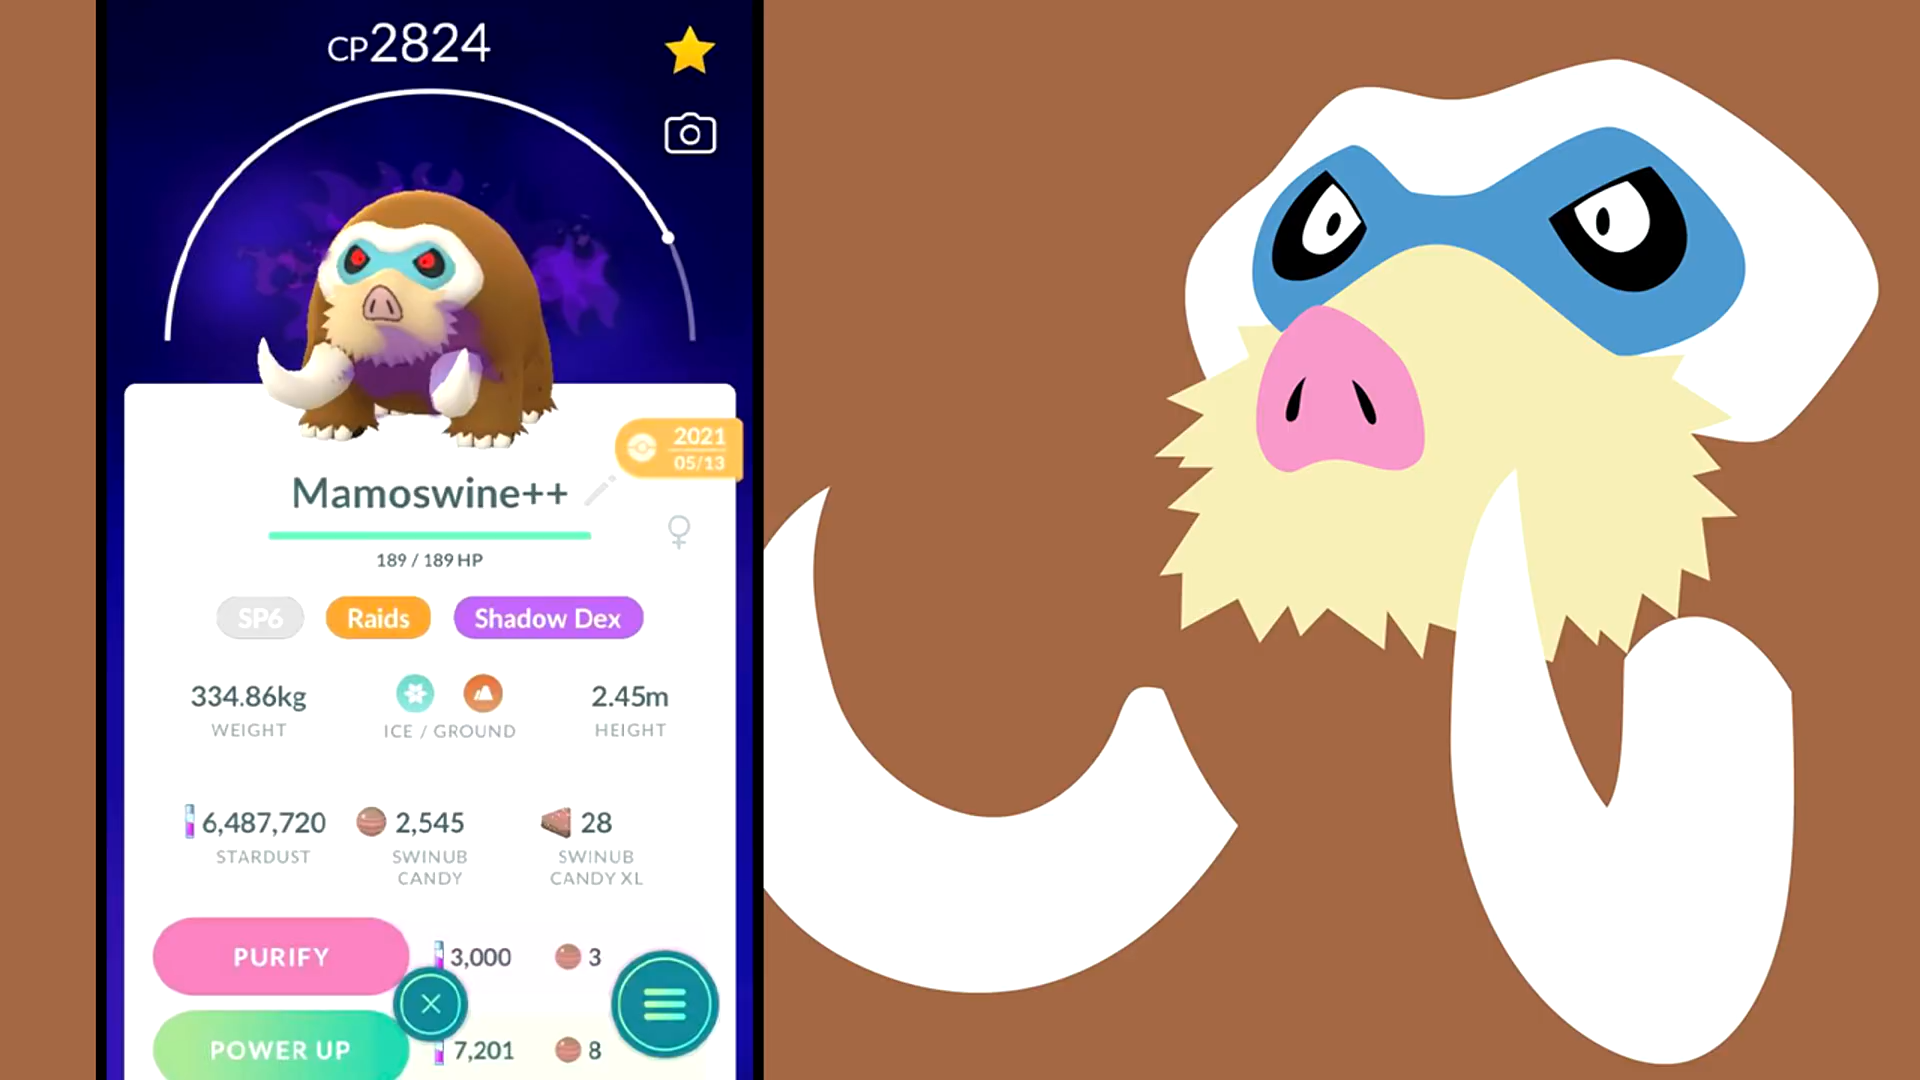 CP2824
2021
05/13
Mamoswine++
189 / 189 HP
SP6 Raids Shadow Dex
334.86kg 2.45m
WEIGHT ICE / GROUND HEIGHT
6,487,720 2,545 28
STARDUST SWINUB SWINUB
CANDY CANDY XL
PURIFY 3,000 3
POWER UP 7,201 8